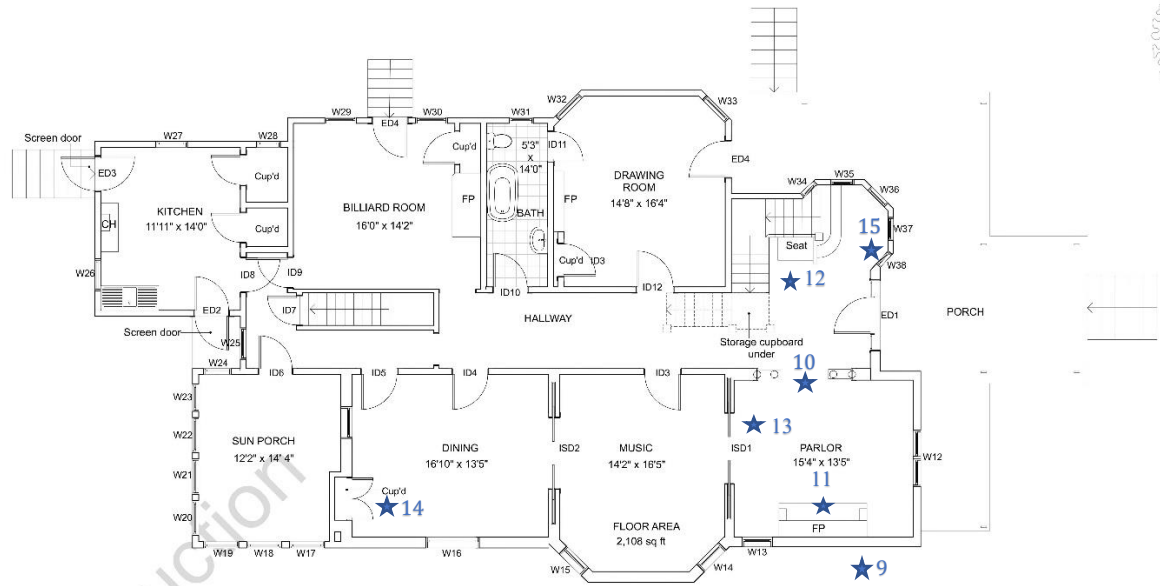 W32
W33
W29
ED4
W30
W31
Screen door
W27
W28
ED3
Cup'd
Cup'd
5'3"
x
14'0"
ID11
ED4
DRAWING
ROOM
14'8" x 16'4"
W34
W35
W36
KITCHEN
11'11" x 14'0"
CH
BILLIARD ROOM
16'0" x 14'2"
FP
BATH
FP
Cup'd
W37
15
Seat
W38
12
W26
ID8
ID9
Cup'd
ID3
ID10
ID12
ED2
ID7
HALLWAY
ED1
PORCH
Screen door
W25
Storage cupboard
under
W24
ID6
ID5
ID4
ID3
10
W23
W22
SUN PORCH
12'2" x 14' 4"
DINING
16'10" x 13'5"
ISD2
MUSIC
14'2" x 16'5"
ISD1
13
PARLOR
15'4" x 13'5"
W12
W21
W20
Cup'd
14
11
FP
FLOOR AREA
2,108 sq ft
W19
W18
W17
W16
W15
W14
W13
9
uction